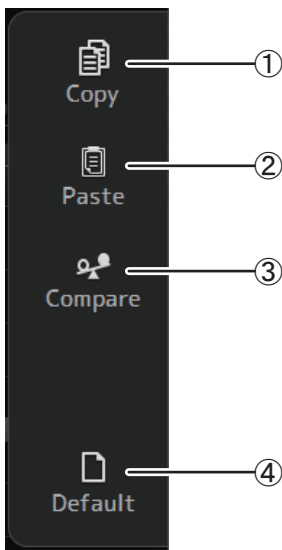 Copy ①
Paste ②
Compare ③
Default ④